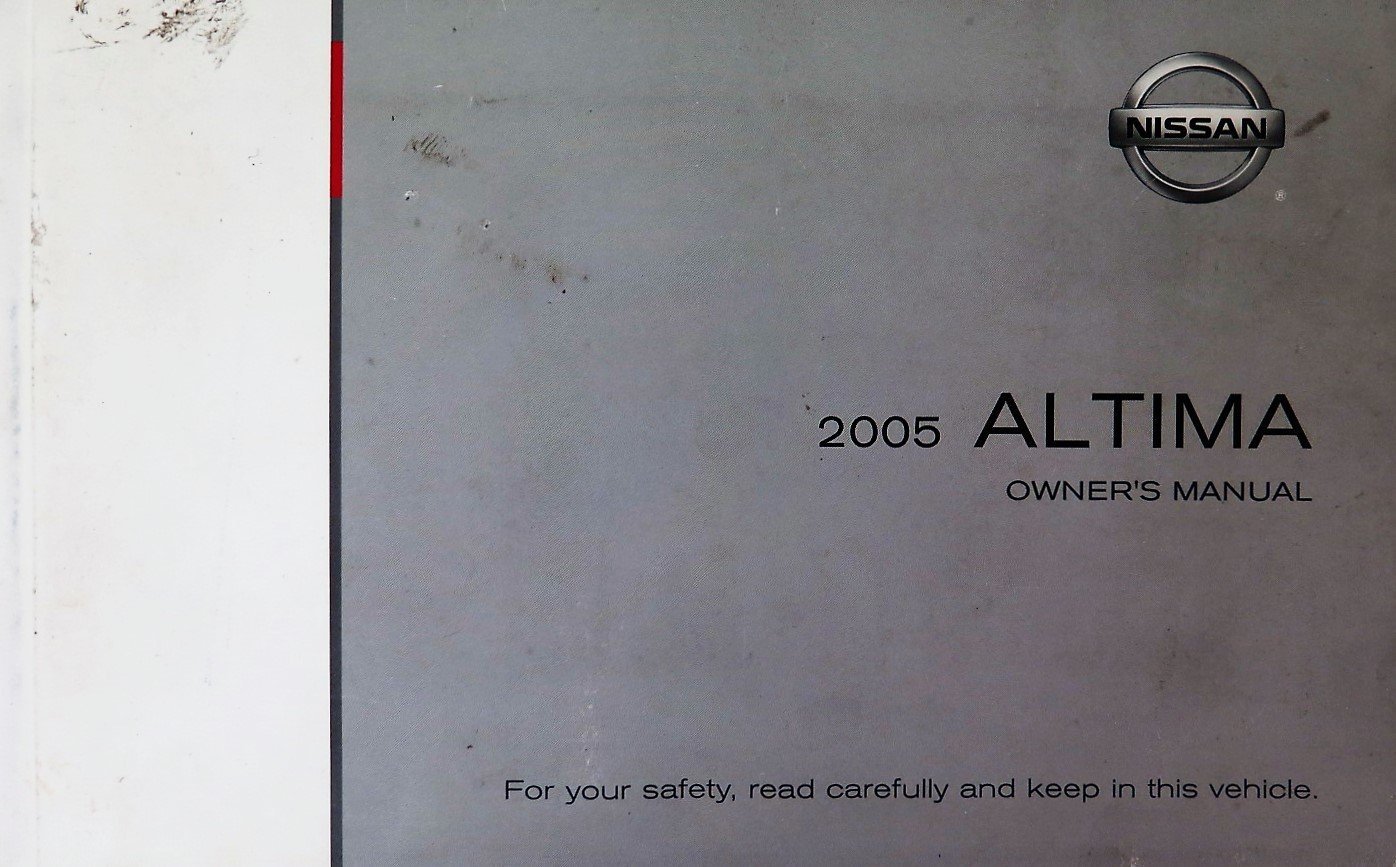 NISSAN
®
2005 ALTIMA
OWNER'S MANUAL
For your safety, read carefully and keep in this vehicle.